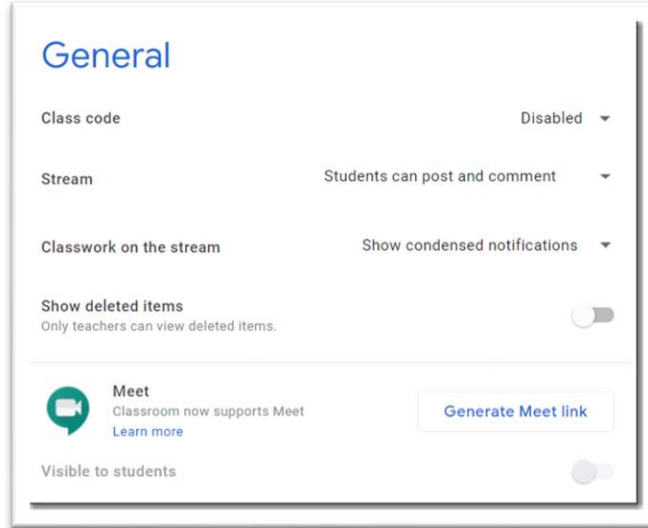 General
Class code Disabled
Stream Students can post and comment
Classwork on the stream Show condensed notifications
Show deleted items
Only teachers can view deleted items.
Meet
Classroom now supports Meet
Learn more
Generate Meet link
Visible to students